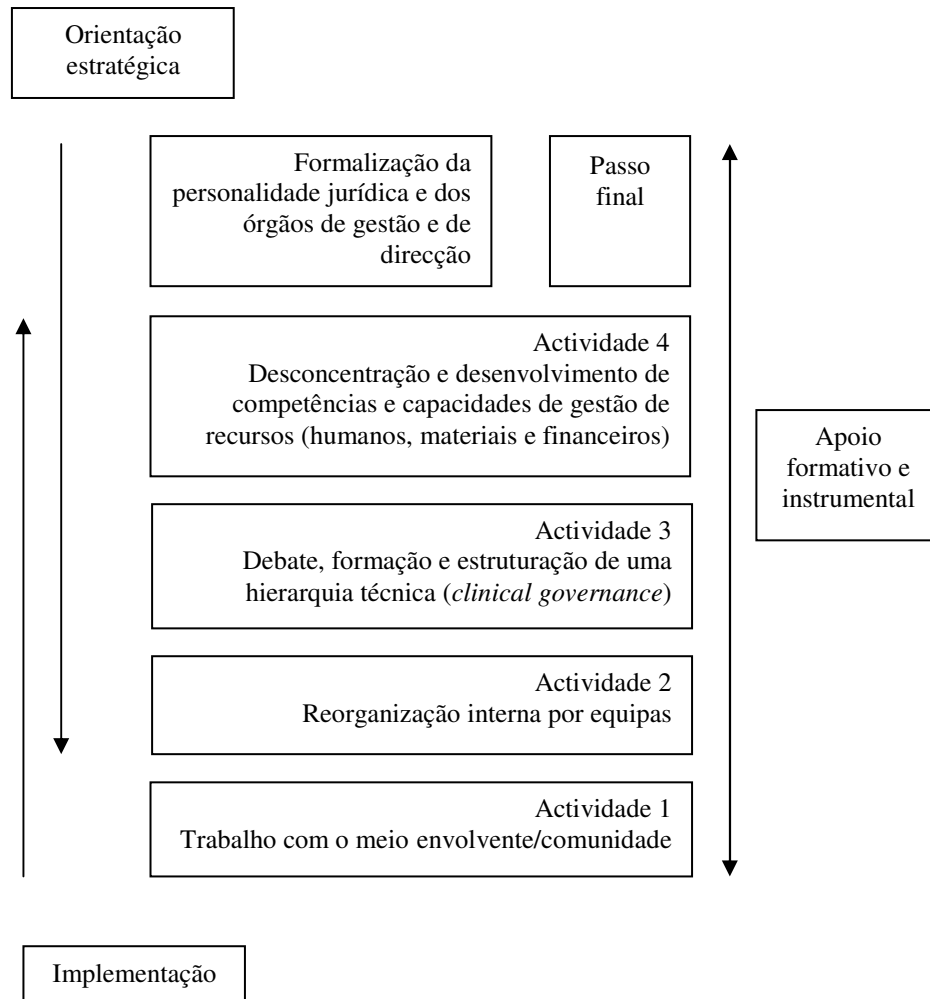 Orientação
estratégica
Formalização da
personalidade jurídica e dos
órgãos de gestão e de
direcção
Passo
final
Actividade 4
Desconcentração e desenvolvimento de
competências e capacidades de gestão de
recursos (humanos, materiais e financeiros)
Apoio
formativo e
instrumental
Actividade 3
Debate, formação e estruturação de uma
hierarquia técnica (clinical governance)
Actividade 2
Reorganização interna por equipas
Actividade 1
Trabalho com o meio envolvente/comunidade
Implementação